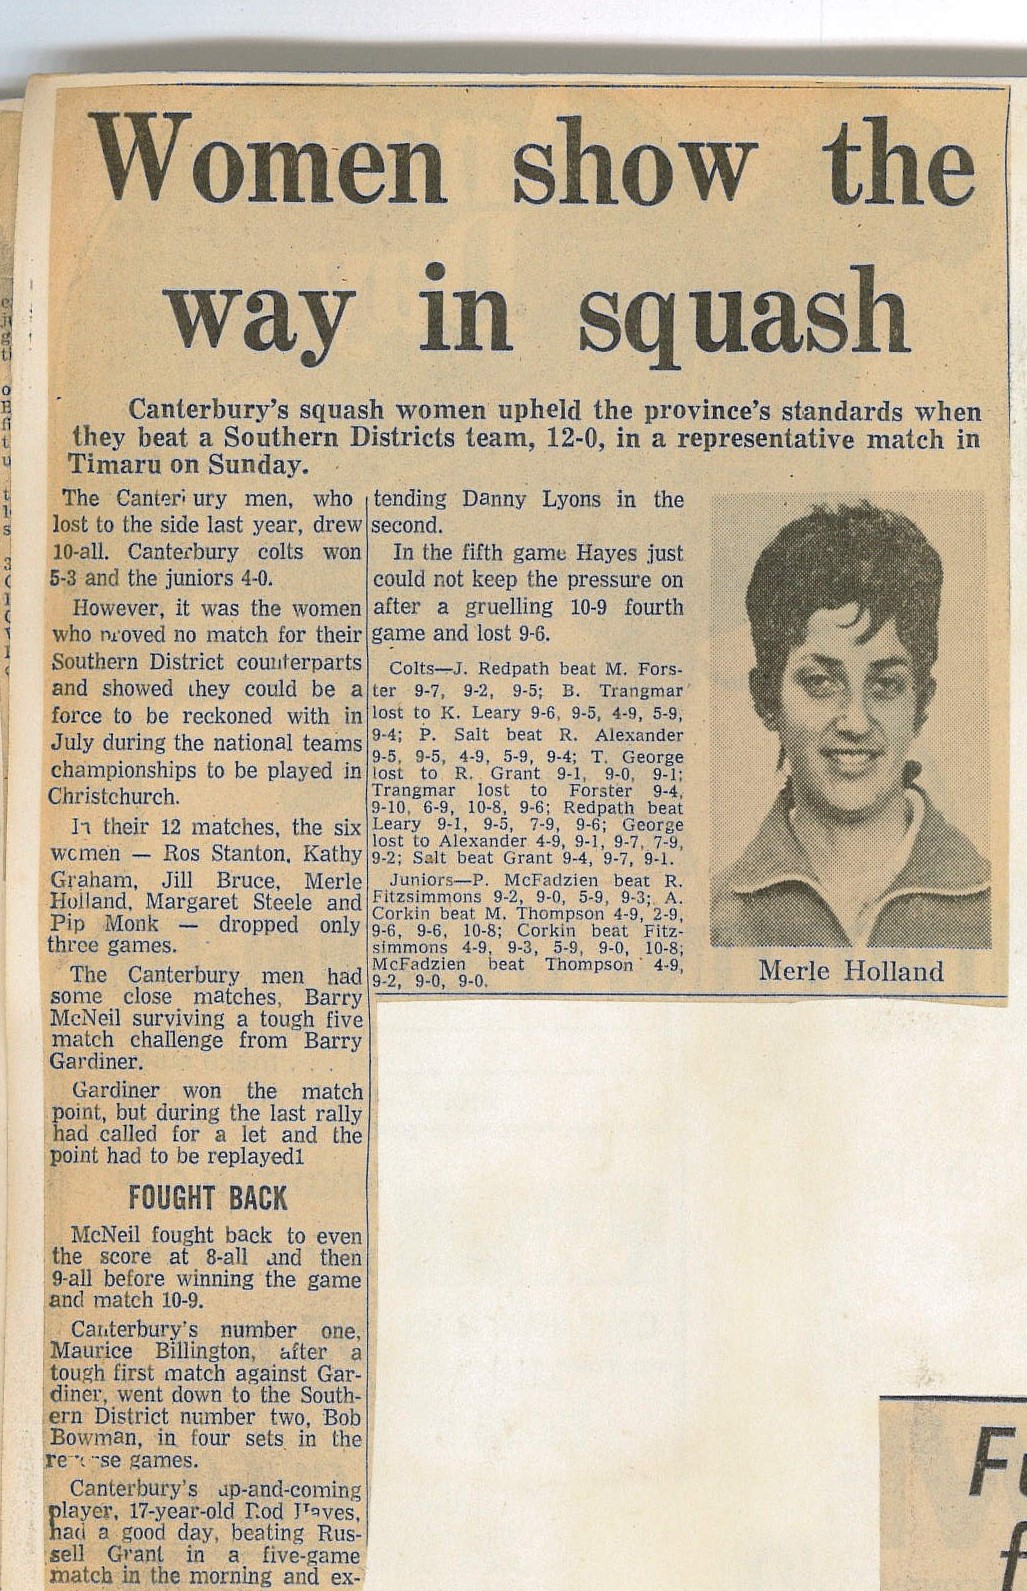 Women show the
way in squash
Canterbury's squash women upheld the province's standards when
they beat a Southern Districts team, 12-0, in a representative match in
Timaru on Sunday.
The Canterbury men, who
lost to the side last year, drew
10-all. Canterbury colts won
5-3 and the juniors 4-0.
However, it was the women
who proved no match for their
Southern District counterparts
and showed they could be a
force to be reckoned with in
July during the national teams
championships to be played in
Christchurch.
In their 12 matches, the six
women — Ros Stanton, Kathy
Graham, Jill Bruce, Merle
Holland, Margaret Steele and
Pip Monk — dropped only
three games.
The Canterbury men had
some close matches, Barry
McNeil surviving a tough five
match challenge from Barry
Gardiner.
Gardiner won the match
point, but during the last rally
had called for a let and the
point had to be replayed1
FOUGHT BACK
McNeil fought back to even
the score at 8-all and then
9-all before winning the game
and match 10-9.
Canterbury's number one,
Maurice Billington, after a
tough first match against Gar-
diner, went down to the South-
ern District number two, Bob
Bowman, in four sets in the
reverse games.
Canterbury's up-and-coming
player, 17-year-old Rod Hayes,
had a good day, beating Rus-
sell Grant in a five-game
match in the morning and ex-
tending Danny Lyons in the
second.
In the fifth game Hayes just
could not keep the pressure on
after a gruelling 10-9 fourth
game and lost 9-6.
Colts—J. Redpath beat M. Fors-
ter 9-7, 9-2, 9-5; B. Trangmar
lost to K. Leary 9-6, 9-5, 4-9, 5-9,
9-4; P. Salt beat R. Alexander
9-5, 9-5, 4-9, 5-9, 9-4; T. George
lost to R. Grant 9-1, 9-0, 9-1;
Trangmar lost to Forster 9-4,
9-10, 6-9, 10-8, 9-6; Redpath beat
Leary 9-1, 9-5, 7-9, 9-6; George
lost to Alexander 4-9, 9-1, 9-7, 7-9,
9-2; Salt beat Grant 9-4, 9-7, 9-1.
Juniors—P. McFadzien beat R.
Fitzsimmons 9-2, 9-0, 5-9, 9-3; A.
Corkin beat M. Thompson 4-9, 2-9,
9-6, 9-6, 10-8; Corkin beat Fitz-
simmons 4-9, 9-3, 5-9, 9-0, 10-8;
McFadzien beat Thompson 4-9,
9-2, 9-0, 9-0.
Merle Holland